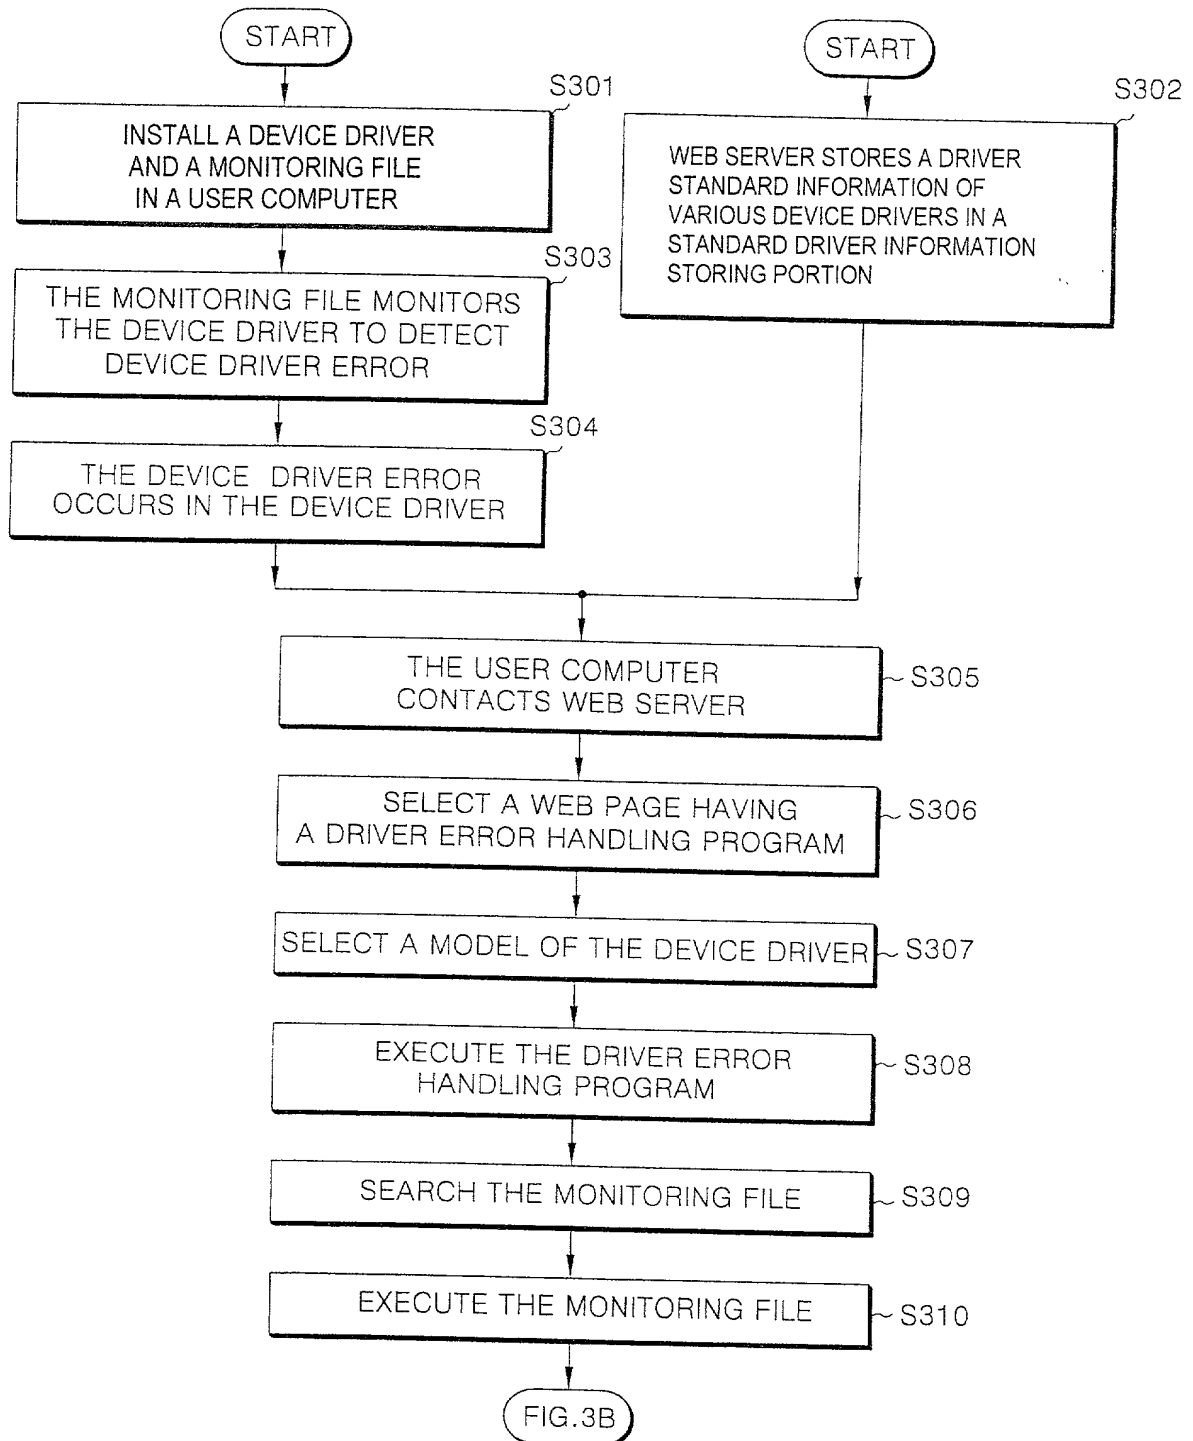 START
S301
INSTALL A DEVICE DRIVER
AND A MONITORING FILE
IN A USER COMPUTER
START
S302
WEB SERVER STORES A DRIVER
STANDARD INFORMATION OF
VARIOUS DEVICE DRIVERS IN A
STANDARD DRIVER INFORMATION
STORING PORTION
S303
THE MONITORING FILE MONITORS
THE DEVICE DRIVER TO DETECT
DEVICE DRIVER ERROR
S304
THE DEVICE DRIVER ERROR
OCCURS IN THE DEVICE DRIVER
THE USER COMPUTER
CONTACTS WEB SERVER
S305
SELECT A WEB PAGE HAVING
A DRIVER ERROR HANDLING PROGRAM
S306
SELECT A MODEL OF THE DEVICE DRIVER
S307
EXECUTE THE DRIVER ERROR
HANDLING PROGRAM
S308
SEARCH THE MONITORING FILE
S309
EXECUTE THE MONITORING FILE
S310
FIG.3B